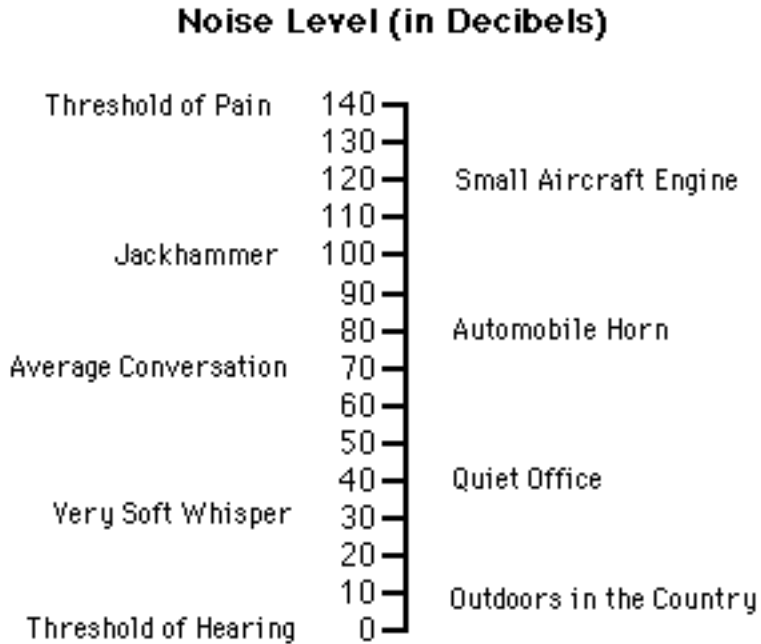 Noise Level (in Decibels)
Threshold of Pain 140
130
120 Small Aircraft Engine
110
Jackhammer 100
90
80 Automobile Horn
Average Conversation 70
60
50
40 Quiet Office
Very Soft Whisper 30
20
10 Outdoors in the Country
Threshold of Hearing 0